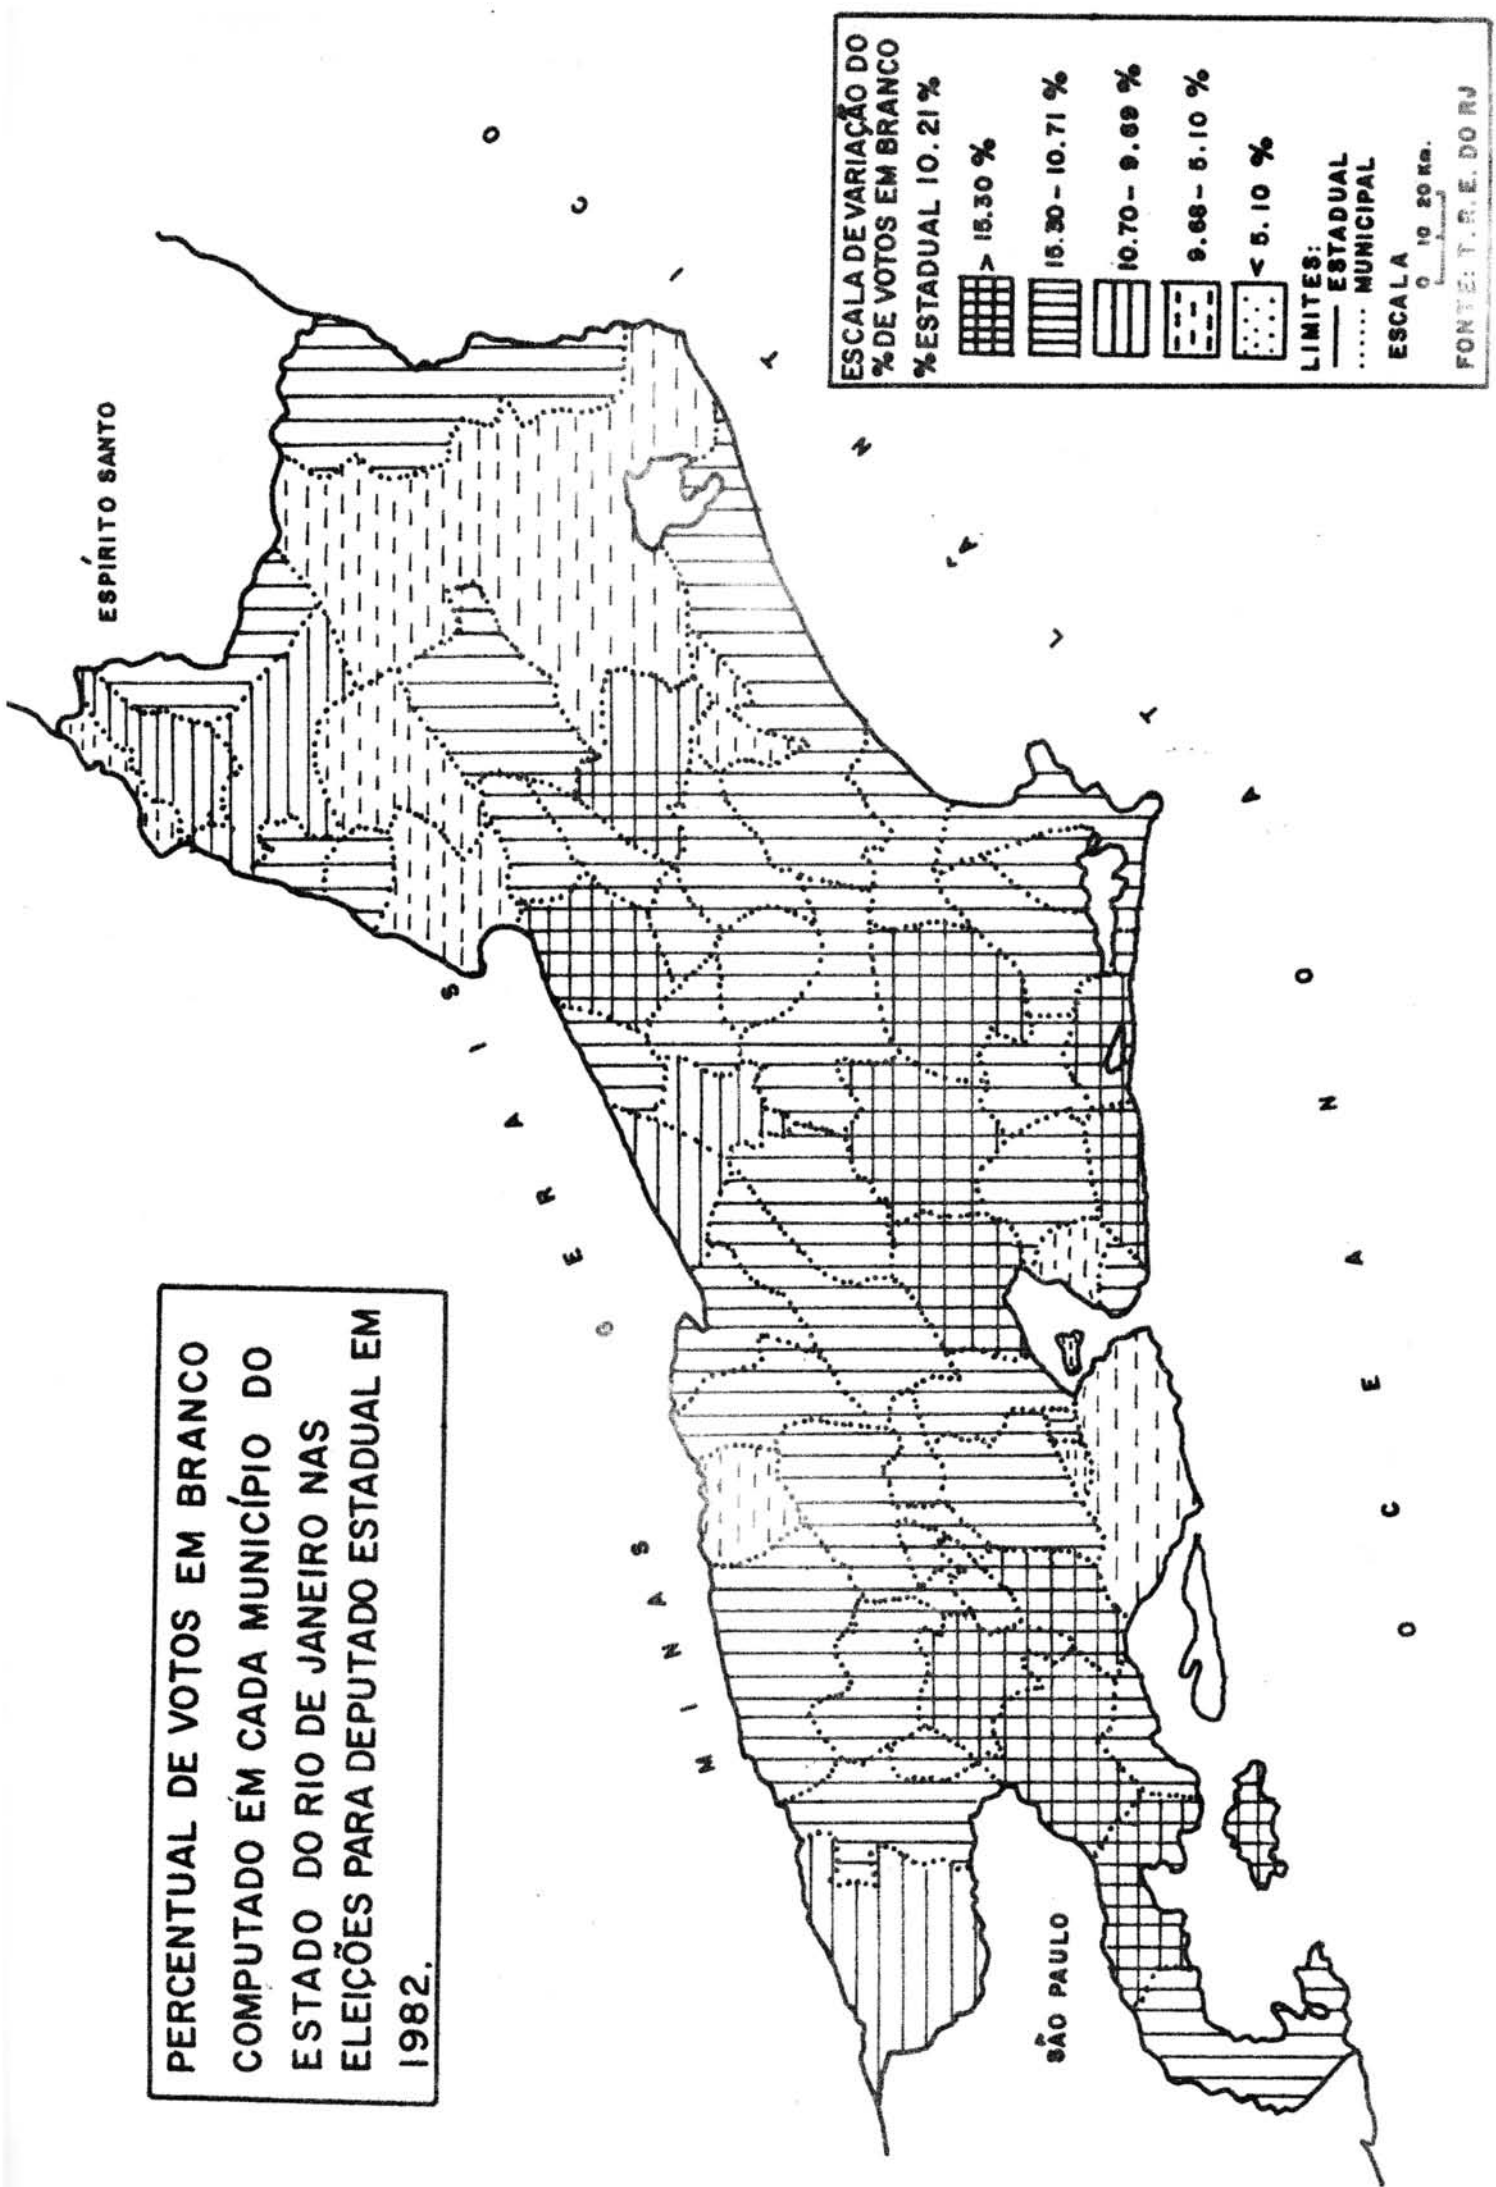 PERCENTUAL DE VOTOS EM BRANCO
COMPUTADO EM CADA MUNICÍPIO DO
ESTADO DO RIO DE JANEIRO NAS
ELEIÇÕES PARA DEPUTADO ESTADUAL EM
1982.
ESPÍRITO SANTO
MINAS GERAIS
SÃO PAULO
OCEANO ATLÂNTICO
ESCALA DE VARIAÇÃO DO
% DE VOTOS EM BRANCO
% ESTADUAL 10.21 %
> 15.30 %
15.30 - 10.71 %
10.70 - 9.69 %
9.68 - 5.10 %
< 5.10 %
LIMITES:
ESTADUAL
MUNICIPAL
ESCALA
0 10 20 Km.
FONTE: T.R.E. DO RJ